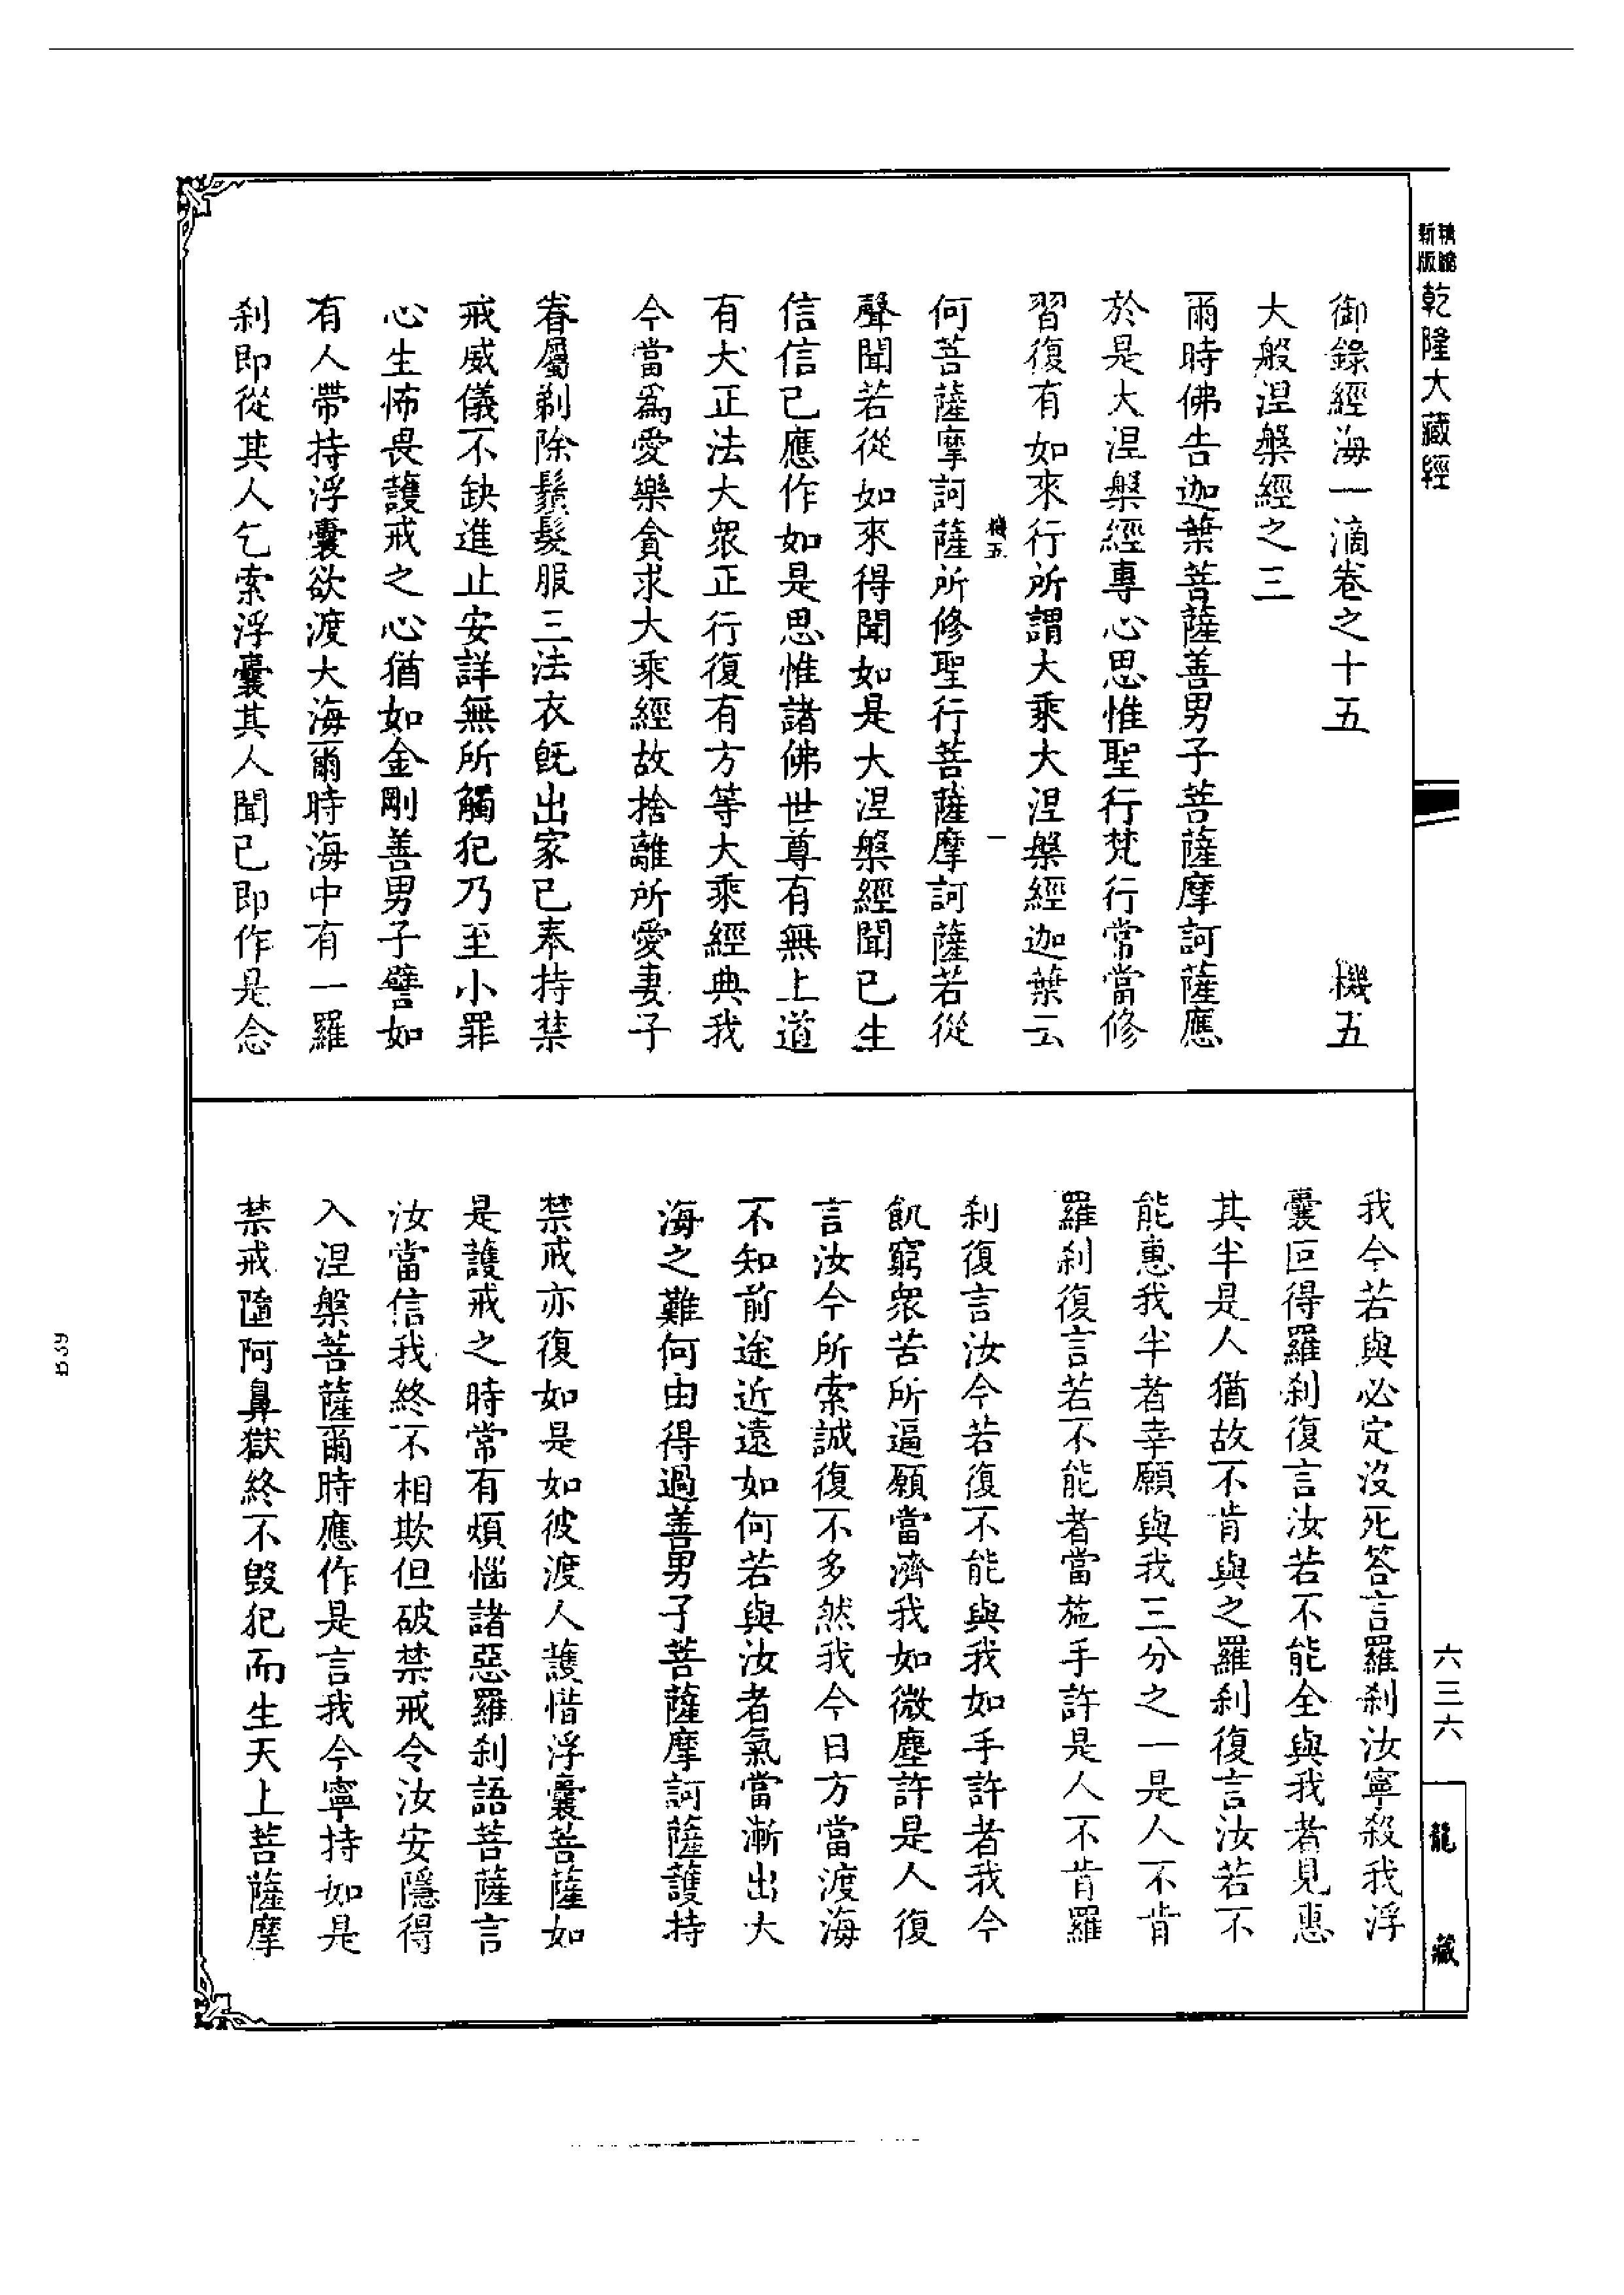 新版
乾隆大藏經
御錄經海一滴卷之十五 機五
大般涅槃經之三
爾時佛告迦葉菩薩善男子菩薩摩訶薩應
於是大涅槃經專心思惟聖行梵行常當修
習復有如來行所謂大乘大涅槃經迦葉云
機五 一
何菩薩摩訶薩所修聖行菩薩摩訶薩若從
聲聞若從如來得聞如是大涅槃經聞已生
信信已應作如是思惟諸佛世尊有無上道
有大正法大眾正行復有方等大乘經典我
今當為愛樂貪求大乘經故捨離所愛妻子
眷屬剃除鬚髮服三法衣旣出家已奉持禁
戒威儀不缺進止安詳無所觸犯乃至小罪
心生怖畏護戒之心猶如金剛善男子譬如
有人帶持浮囊欲渡大海爾時海中有一羅
剎即從其人乞索浮囊其人聞已即作是念
我今若與必定沒死答言羅剎汝寧殺我浮
囊叵得羅剎復言汝若不能全與我者見惠
其半是人猶故不肯與之羅剎復言汝若不
能惠我半者幸願與我三分之一是人不肯
羅剎復言若不能者當施手許是人不肯羅
剎復言汝今若復不能與我如手許者我今
飢窮眾苦所逼願當濟我如微塵許是人復
言汝今所索誠復不多然我今日方當渡海
不知前途近遠如何若與汝者氣當漸出大
海之難何由得過善男子菩薩摩訶薩護持
禁戒亦復如是如彼渡人護惜浮囊菩薩如
是護戒之時常有煩惱諸惡羅剎語菩薩言
汝當信我終不相欺但破禁戒令汝安隱得
入涅槃菩薩爾時應作是言我今寧持如是
禁戒墮阿鼻獄終不毀犯而生天上菩薩摩
六三六
龍藏